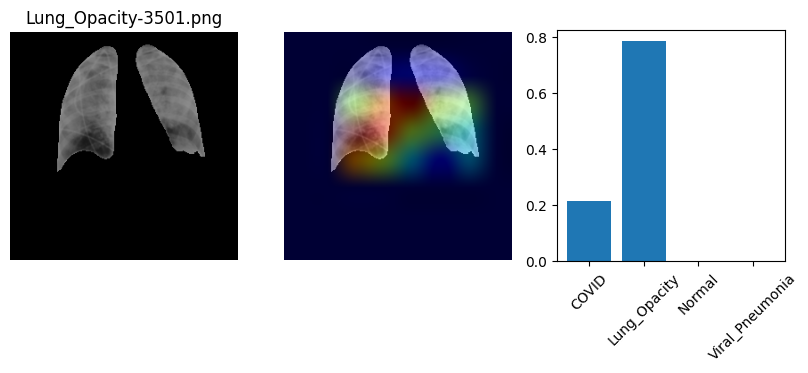 Lung_Opacity-3501.png
0.8
0.6
0.4
0.2
0.0
COVID
Lung_Opacity
Normal
Viral_Pneumonia